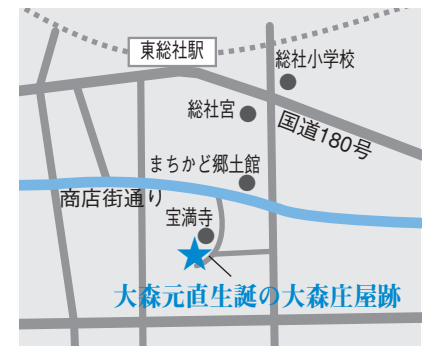 東総社駅
総社小学校
総社宮
国道180号
まちかど郷土館
商店街通り
宝満寺
大森元直生誕の大森庄屋跡